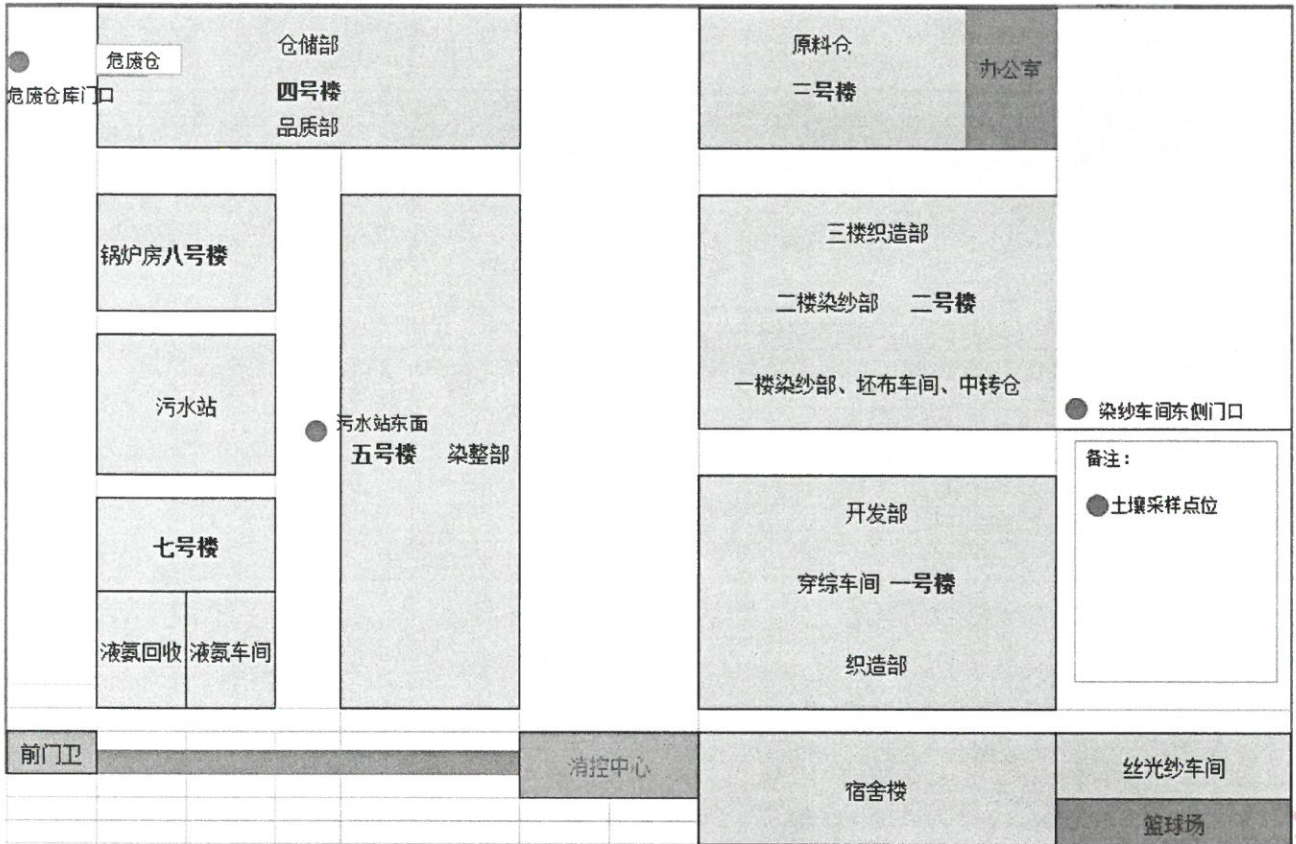 仓储部
危废仓
危废仓库门口
四号楼
品质部
原料仓
三号楼
办公室
锅炉房八号楼
三楼织造部
二楼染纱部 二号楼
一楼染纱部、坯布车间、中转仓
污水站
污水站东面
五号楼 染整部
染纱车间东侧门口
备注:
土壤采样点位
七号楼
液氨回收
液氨车间
开发部
穿综车间 一号楼
织造部
前门卫
消控中心
宿舍楼
丝光纱车间
篮球场